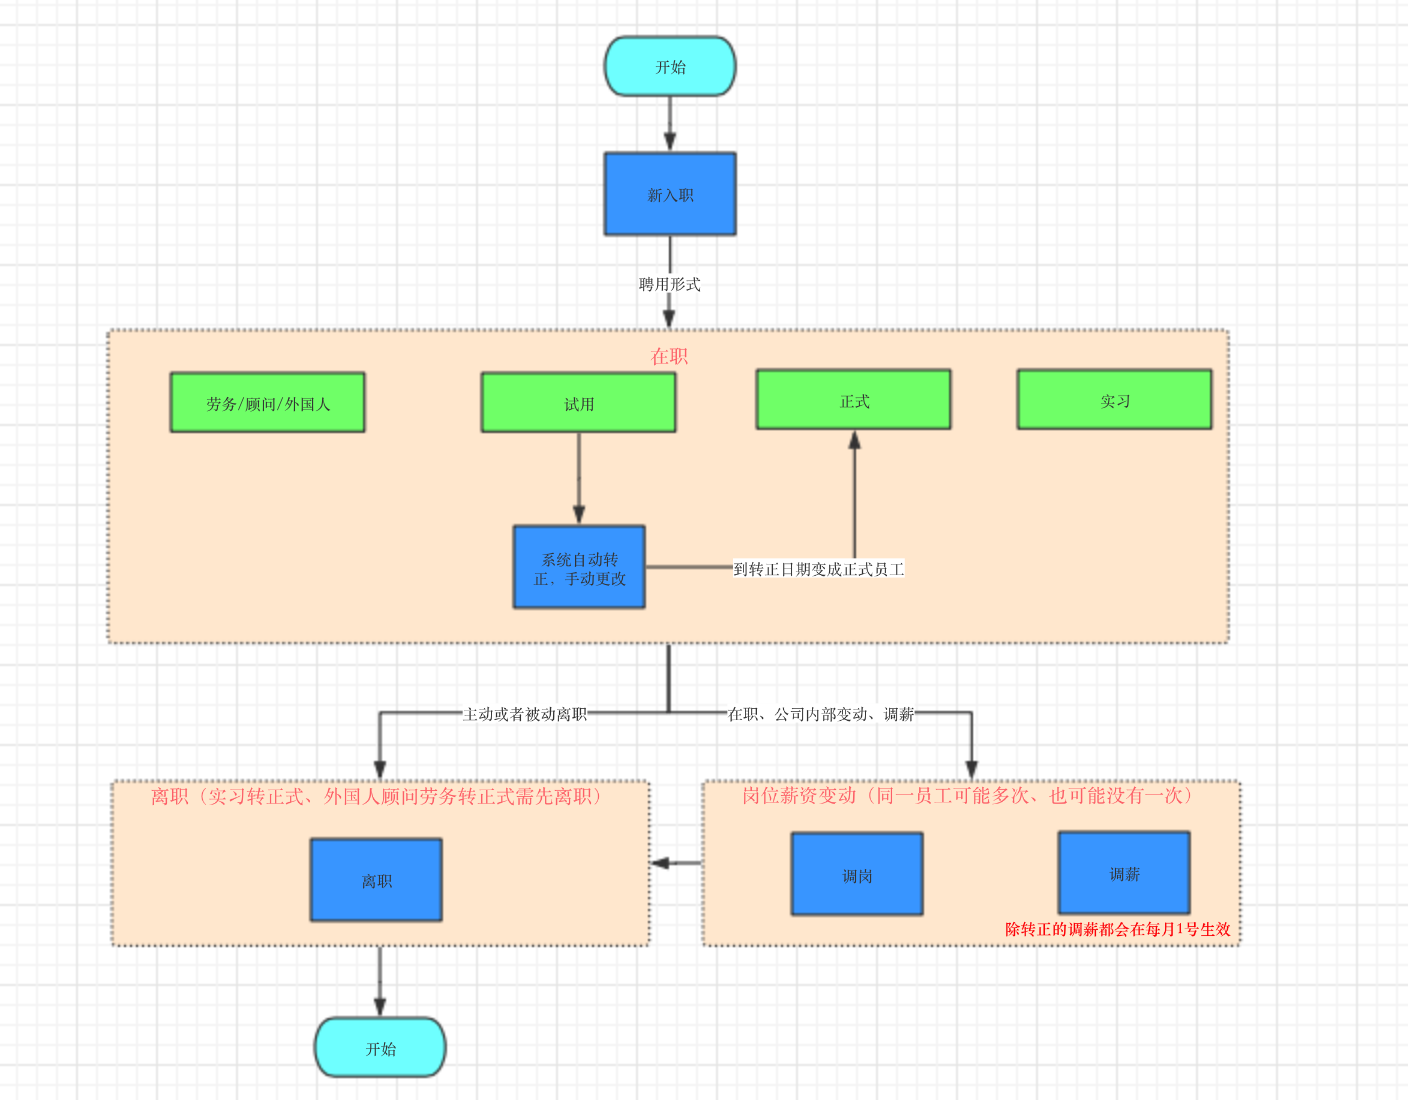 开始
新入职
聘用形式
在职
劳务/顾问/外国人
试用
正式
实习
系统自动转
正，手动更改
到转正日期变成正式员工
主动或者被动离职
在职、公司内部变动、调薪
离职（实习转正式、外国人顾问劳务转正式需先离职）
岗位薪资变动（同一员工可能多次、也可能没有一次）
离职
调岗
调薪
除转正的调薪都会在每月1号生效
开始